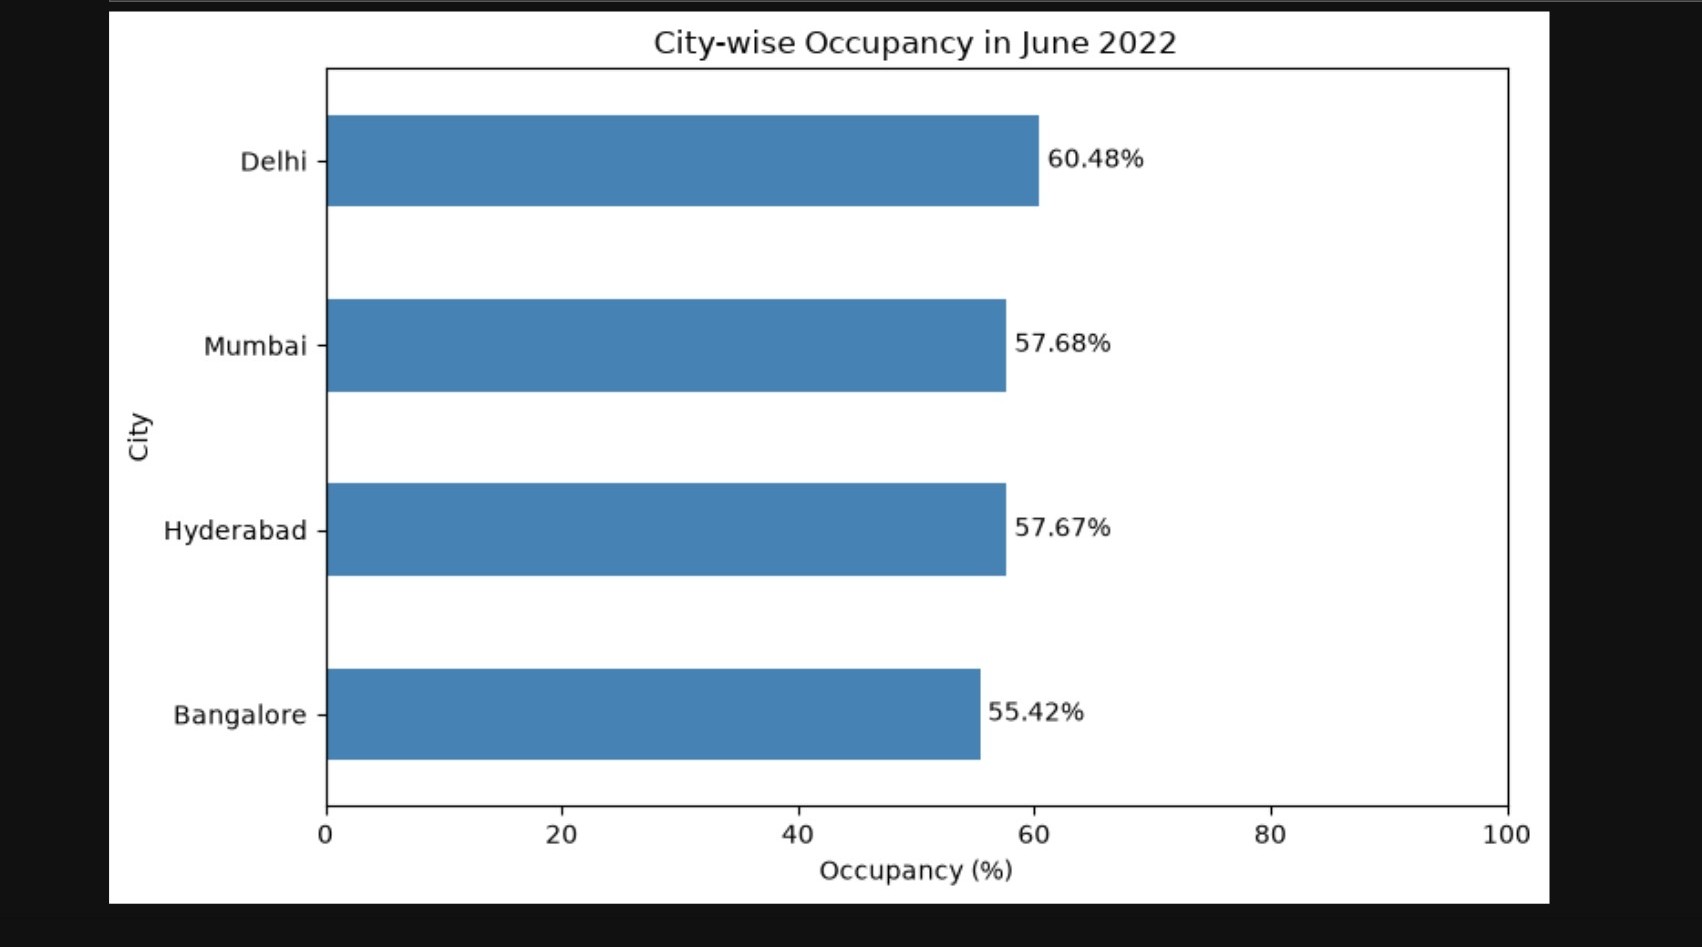 City-wise Occupancy in June 2022
Delhi
60.48%
Mumbai
57.68%
City
Hyderabad
57.67%
Bangalore
55.42%
0 20 40 60 80 100
Occupancy (%)